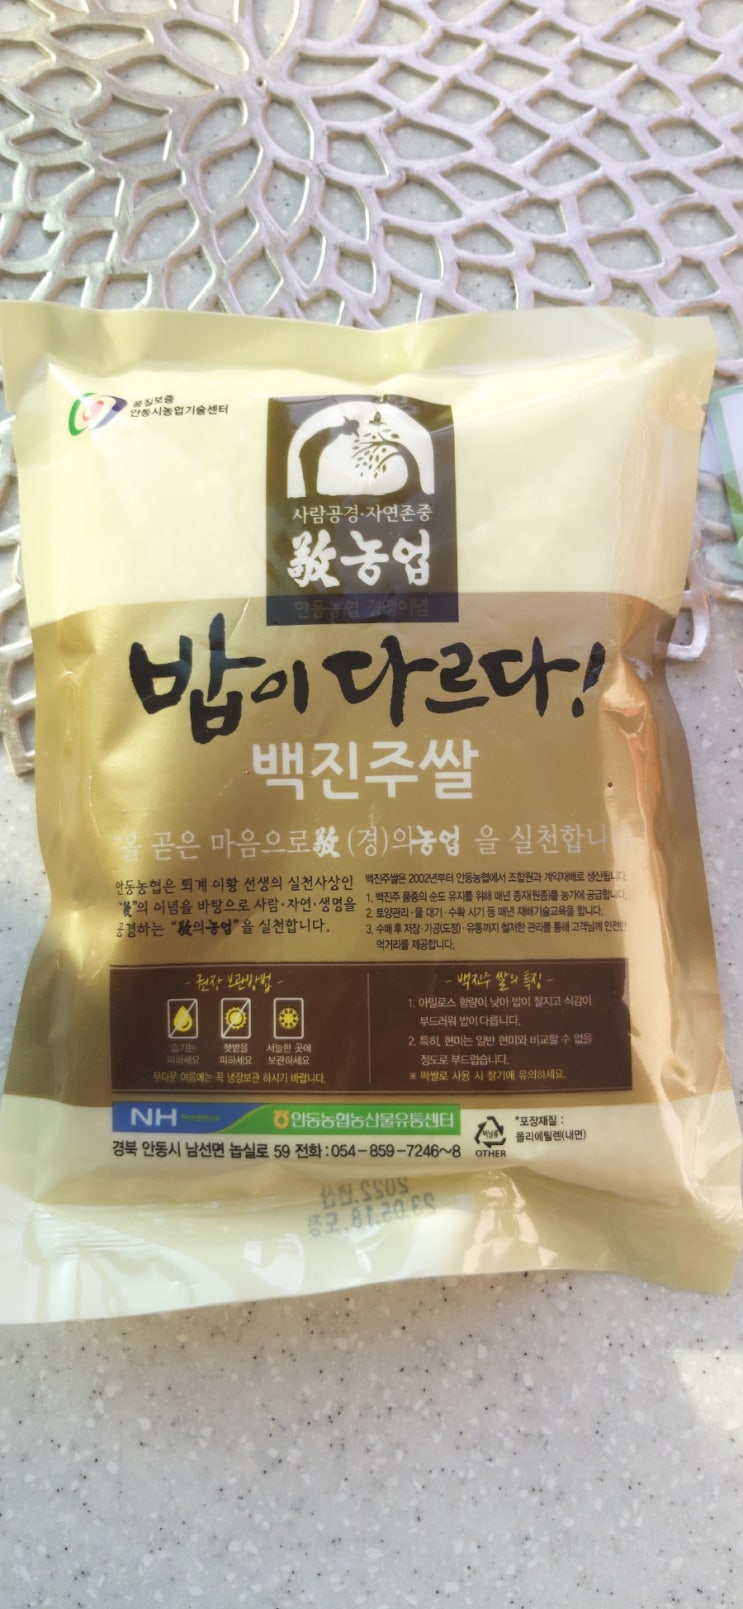 품질보증
안동시농업기술센터
사람공경·자연존중
敬농업
안동농협 경영이념
밥이 다르다!
백진주쌀
"올 곧은 마음으로 敬(경)의농업 을 실천합니
안동농협은 퇴계 이황 선생의 실천사상인
"敬"의 이념을 바탕으로 사람·자연·생명을
공경하는 "敬의농업"을 실천합니다.
백진주쌀은 2002년부터 안동농협에서 조합원과 계약재배로 생산됩니다.
1. 백진주 품종의 순도 유지를 위해 매년 종자(원종)를 농가에 공급합니다.
2. 토양관리·물 대기·수확 시기 등 매년 재배기술교육을 합니다.
3. 수매 후 저장·가공(도정)·유통까지 철저한 관리를 통해 고객님께 안전한
먹거리를 제공합니다.
- 권장 보관방법 -
습기는 피하세요
햇볕을 피하세요
서늘한 곳에 보관하세요
무더운 여름에는 꼭 냉장보관 하시기 바랍니다.
- 백진주 쌀의 특징 -
1. 아밀로스 함량이 낮아 밥이 찰지고 식감이
부드러워 밥이 다릅니다.
2. 특히, 현미는 일반 현미와 비교할 수 없을
정도로 부드럽습니다.
※ 떡쌀로 사용 시 찰기에 유의하세요.
NH Nonghyup 안동농협농산물유통센터
경북 안동시 남선면 놉실로 59 전화:054-859-7246~8
비닐류
OTHER
*포장재질 :
폴리에틸렌(내면)
2022.년산
23.05.18.도정